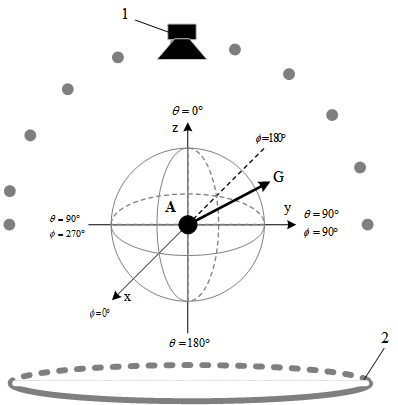 1
θ = 0°
z
ϕ=180°
G
A
y
θ = 90°
ϕ = 270°
θ = 90°
ϕ = 90°
x
ϕ=0°
θ =180°
2